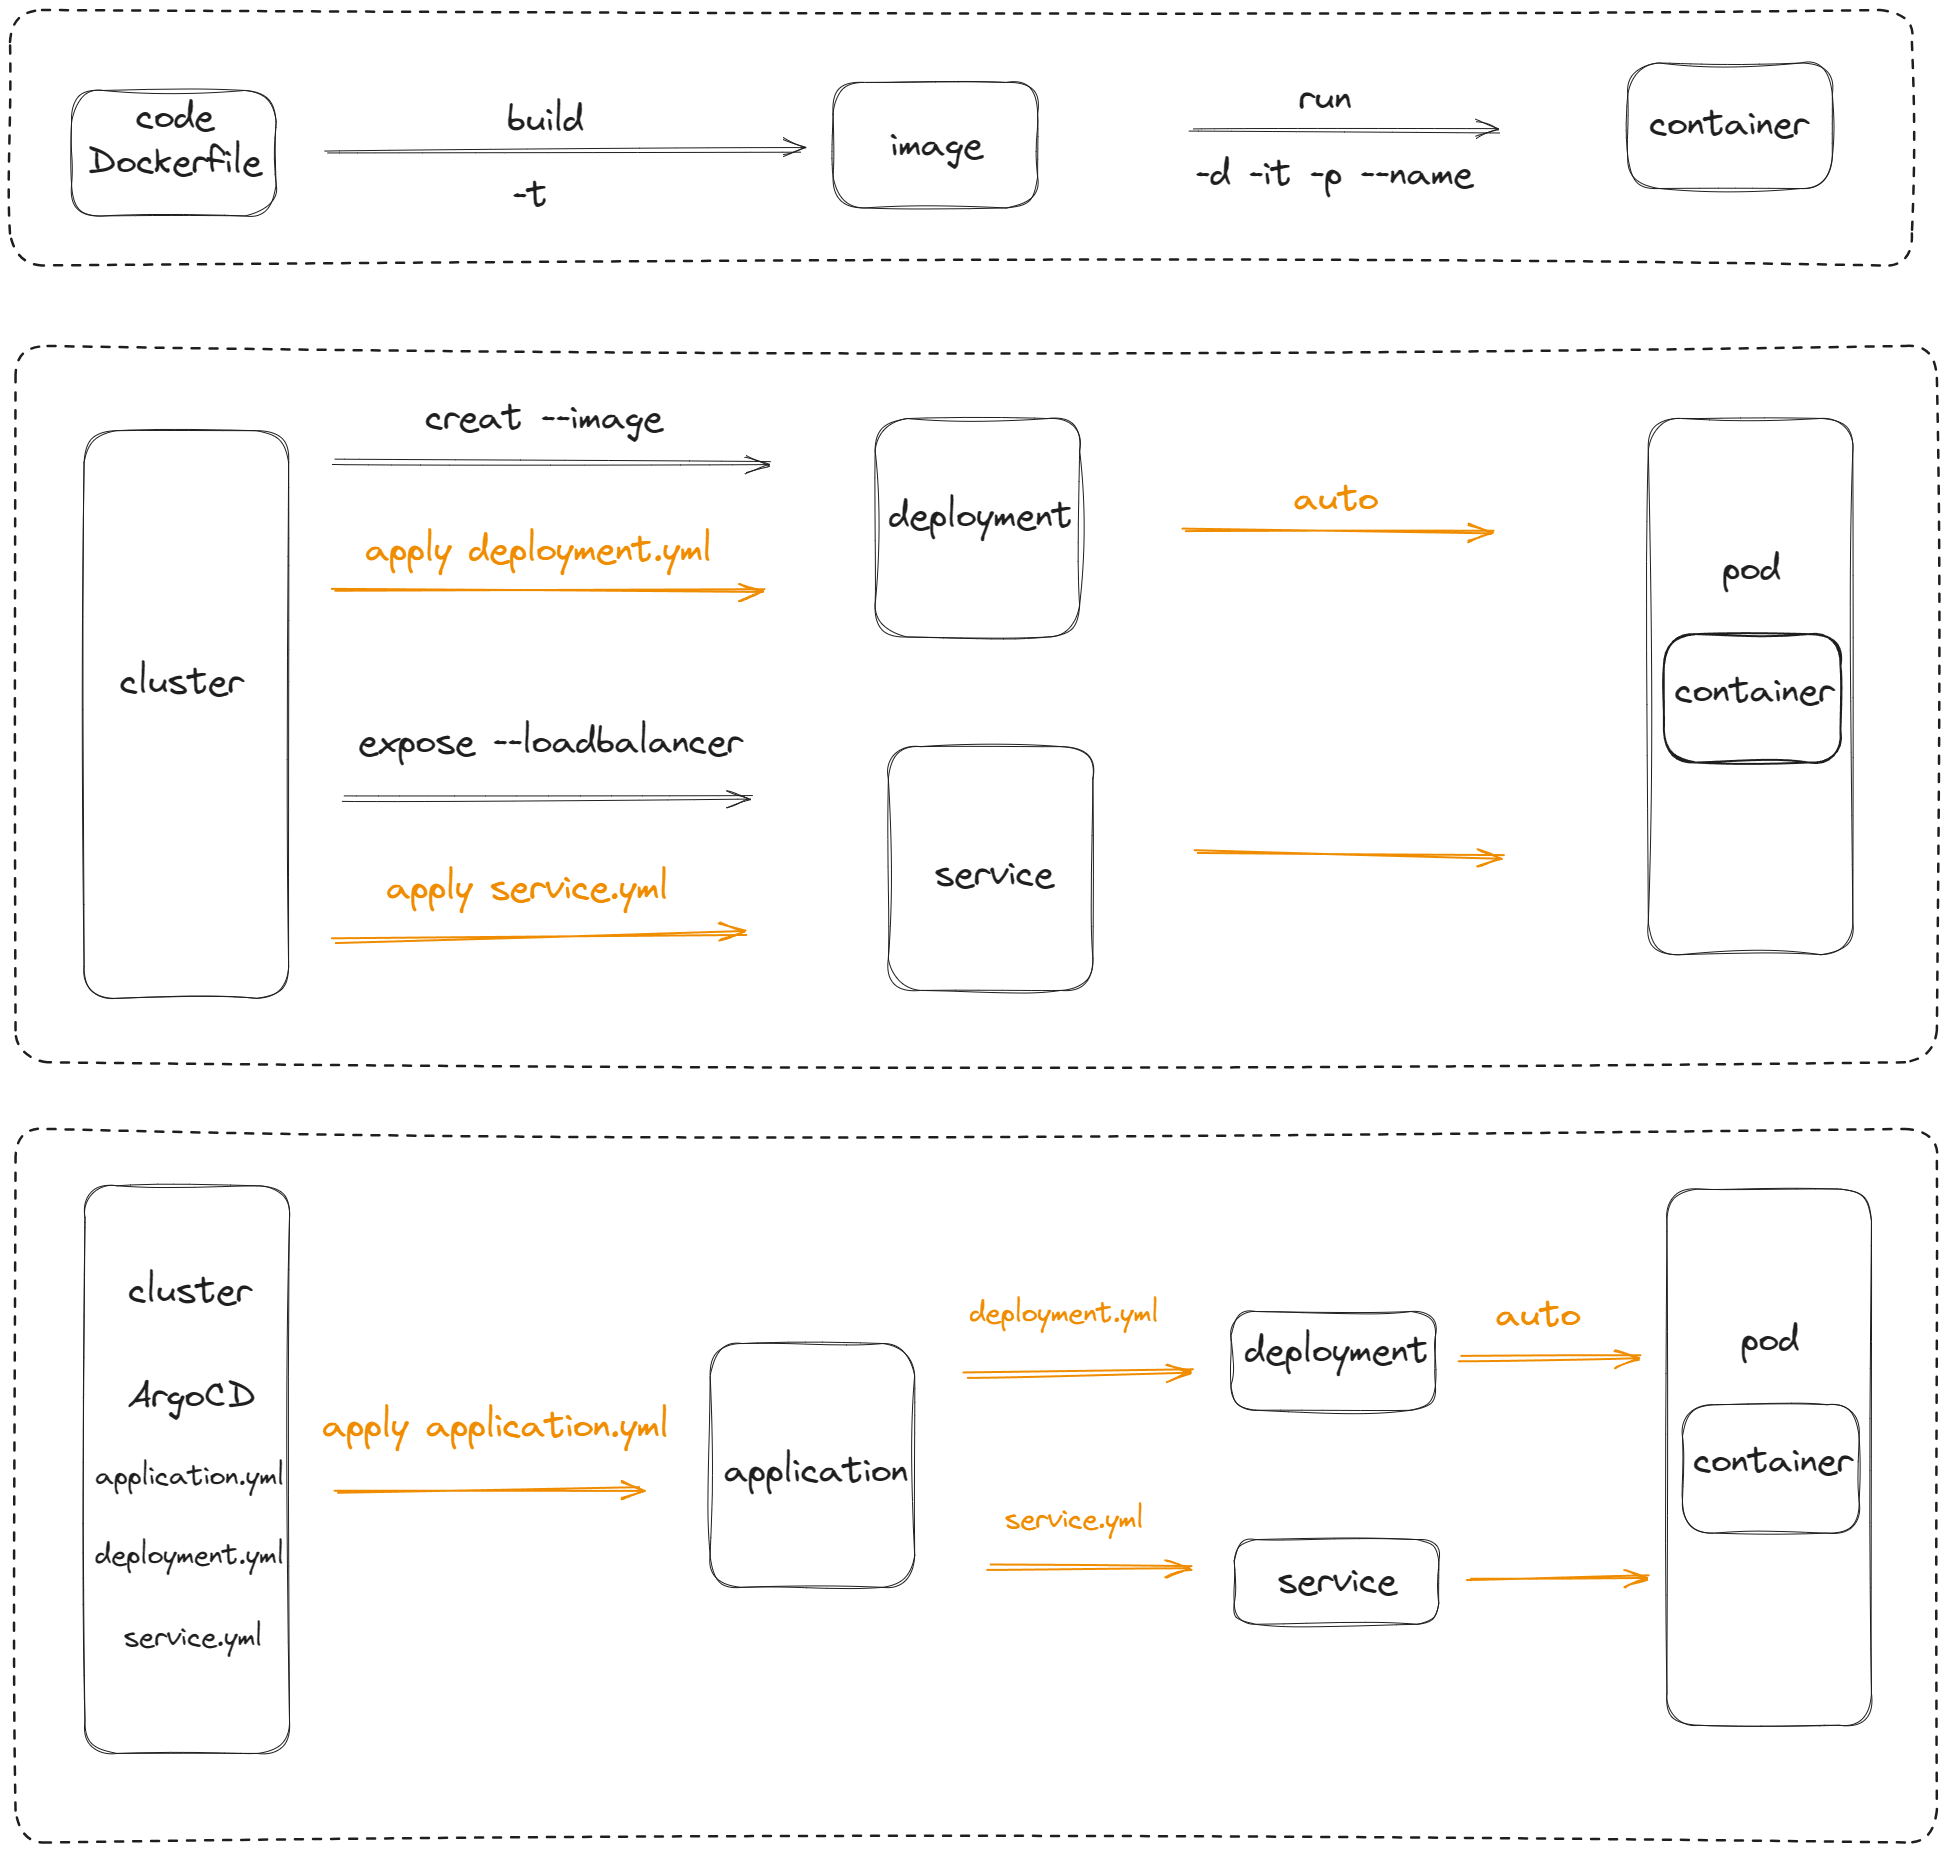 code
Dockerfile
build
-t
image
run
-d -it -p --name
container
cluster
creat --image
apply deployment.yml
expose --loadbalancer
apply service.yml
deployment
service
auto
pod
container
cluster
ArgoCD
application.yml
deployment.yml
service.yml
apply application.yml
application
deployment.yml
service.yml
deployment
service
auto
pod
container